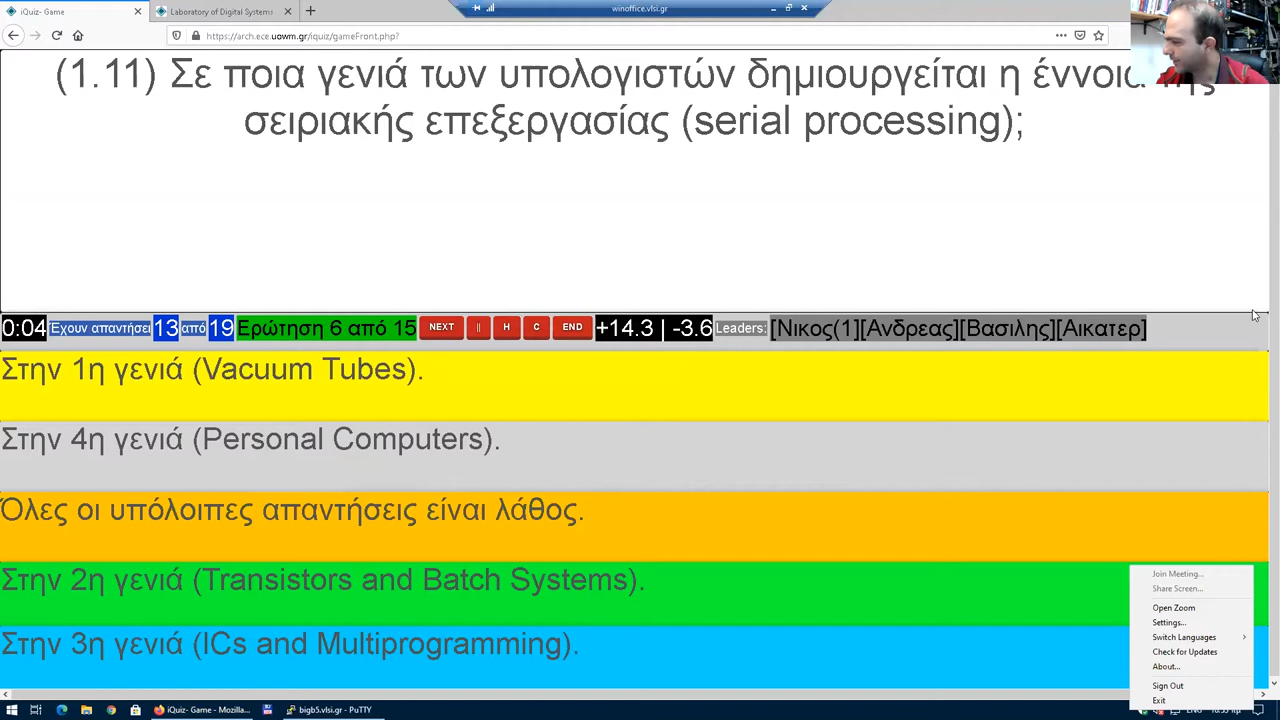 iQuiz- Game
Laboratory of Digital Systems
winoffice.vlsi.gr
https://arch.ece.uowm.gr/iquiz/gameFront.php?
(1.11) Σε ποια γενιά των υπολογιστών δημιουργείται η έννοια της
σειριακής επεξεργασίας (serial processing);
0:04 Έχουν απαντήσει 13 από 19 Ερώτηση 6 από 15 NEXT || H C END +14.3 | -3.6 Leaders: [Νικος(1][Ανδρεας][Βασιλης][Αικατερ]
Στην 1η γενιά (Vacuum Tubes).
Στην 4η γενιά (Personal Computers).
Όλες οι υπόλοιπες απαντήσεις είναι λάθος.
Στην 2η γενιά (Transistors and Batch Systems).
Στην 3η γενιά (ICs and Multiprogramming).
Join Meeting...
Share Screen...
Open Zoom
Settings...
Switch Languages
Check for Updates
About...
Sign Out
Exit
iQuiz- Game - Mozilla...
bigb5.vlsi.gr - PuTTY